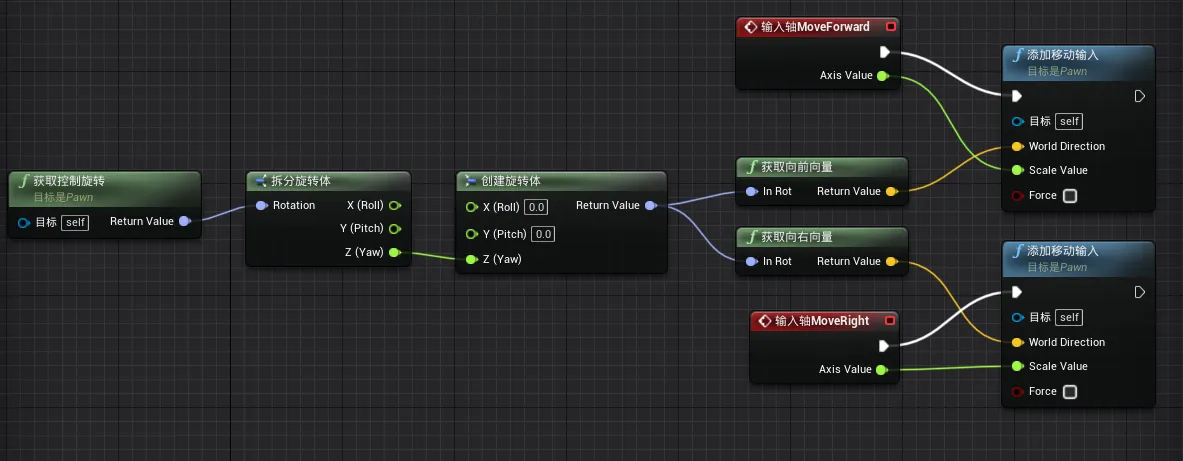 输入轴MoveForward
Axis Value
添加移动输入
目标是Pawn
目标 self
World Direction
Scale Value
Force
获取控制旋转
目标是Pawn
目标 self Return Value
拆分旋转体
Rotation X (Roll)
Y (Pitch)
Z (Yaw)
创建旋转体
X (Roll) 0.0 Return Value
Y (Pitch) 0.0
Z (Yaw)
获取向前向量
In Rot Return Value
获取向右向量
In Rot Return Value
输入轴MoveRight
Axis Value
添加移动输入
目标是Pawn
目标 self
World Direction
Scale Value
Force